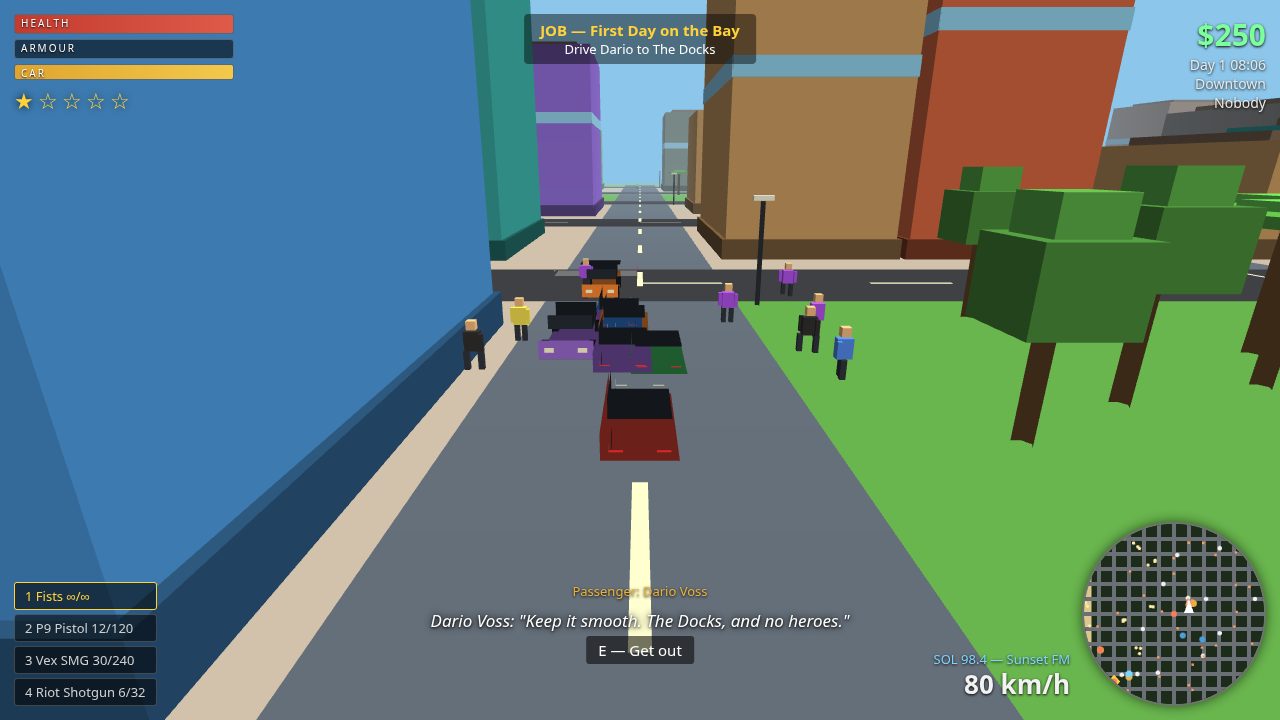 HEALTH
ARMOUR
CAR
JOB — First Day on the Bay
Drive Dario to The Docks
$250
Day 1 08:06
Downtown
Nobody
Passenger: Dario Voss
Dario Voss: "Keep it smooth. The Docks, and no heroes."
E — Get out
1 Fists ∞/∞
2 P9 Pistol 12/120
3 Vex SMG 30/240
4 Riot Shotgun 6/32
SOL 98.4 — Sunset FM
80 km/h